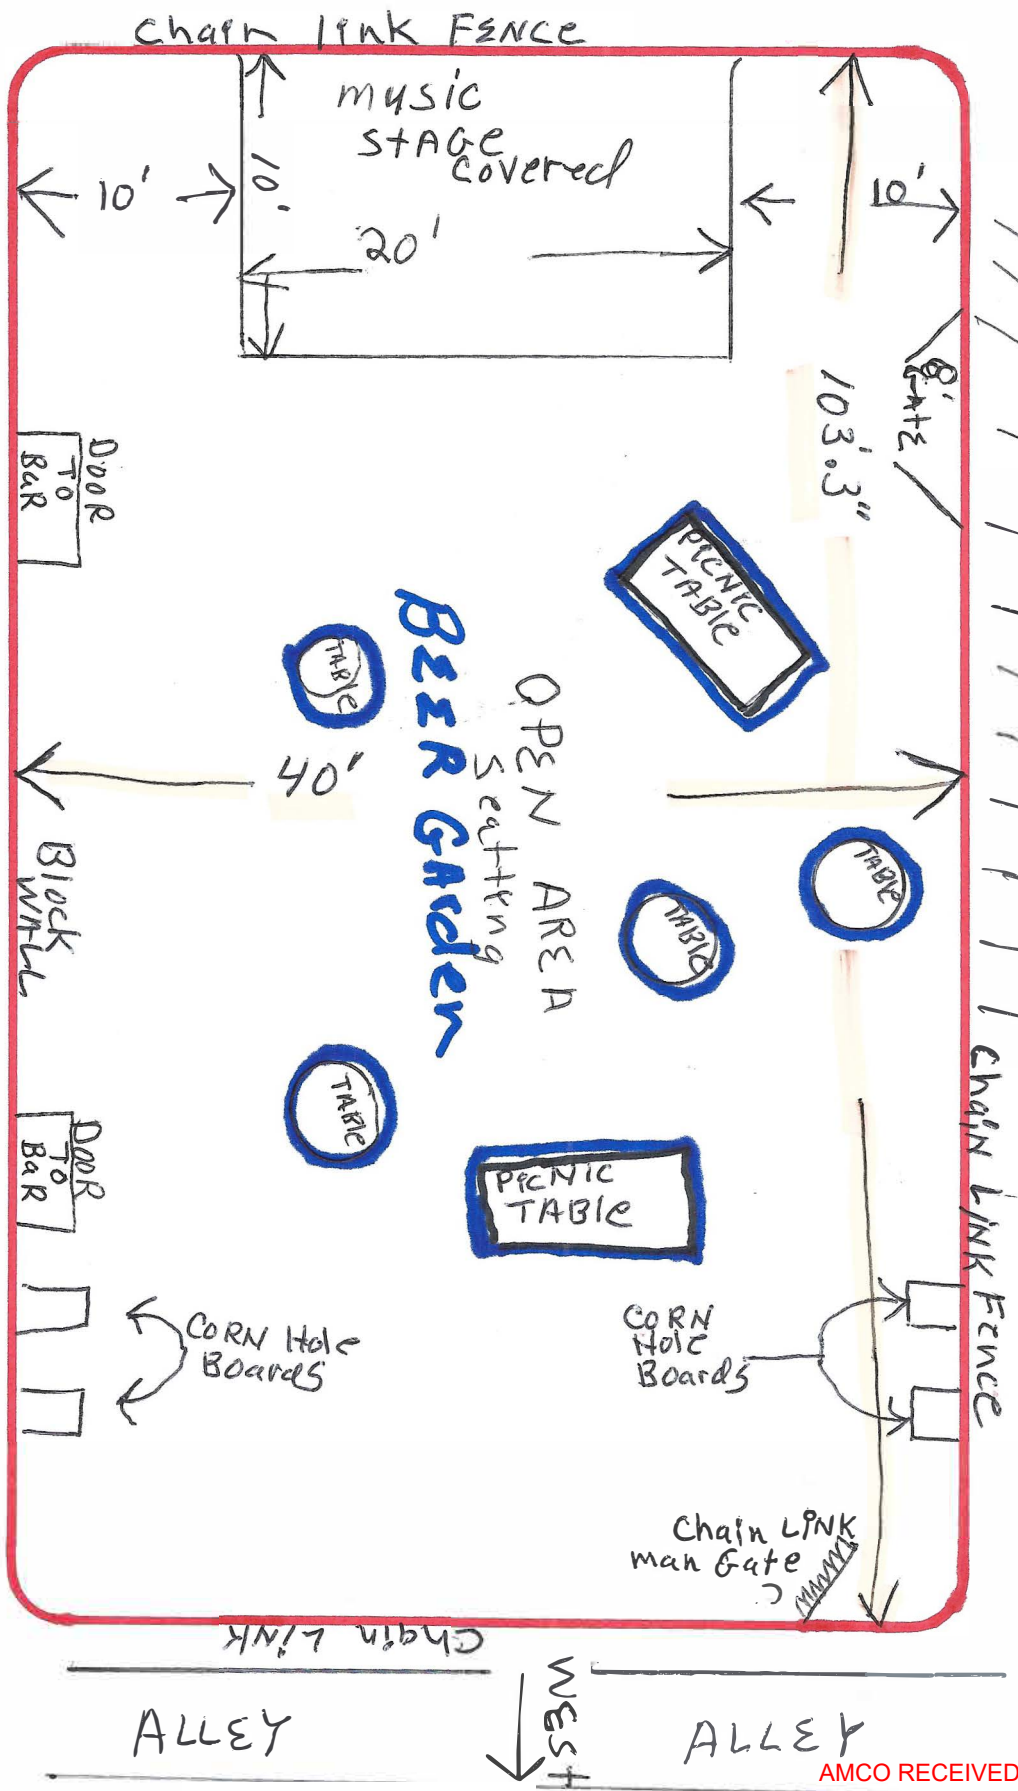 Chain link FENCE
music
STAGE
covered
10'
10'
10'
20'
8'
GATE
103'.3"
DOOR
TO
BaR
PICNIC
TABle
TABle
BEER GArden
OPEN AREA
Seating
40'
TABle
TABle
Block
WALL
TABle
Chain LINK Fence
DOOR
TO
BaR
PICNIC
TABle
CORN Hole
Boards
CORN
Hole
Boards
Chain LINK
man Gate
Chain LINK
WEST
ALLEY
ALLEY
AMCO RECEIVED